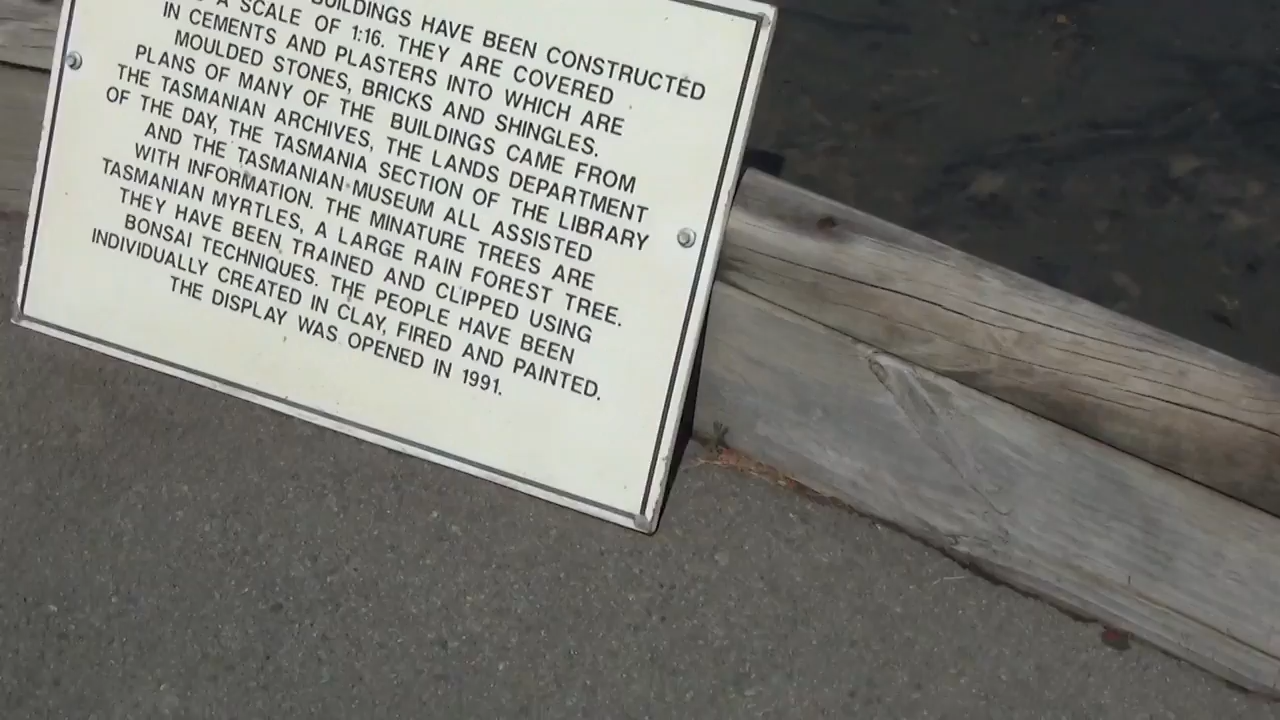 BUILDINGS HAVE BEEN CONSTRUCTED
A SCALE OF 1:16. THEY ARE COVERED
IN CEMENTS AND PLASTERS INTO WHICH ARE
MOULDED STONES, BRICKS AND SHINGLES.
PLANS OF MANY OF THE BUILDINGS CAME FROM
THE TASMANIAN ARCHIVES, THE LANDS DEPARTMENT
OF THE DAY, THE TASMANIA SECTION OF THE LIBRARY
AND THE TASMANIAN MUSEUM ALL ASSISTED
WITH INFORMATION. THE MINATURE TREES ARE
TASMANIAN MYRTLES, A LARGE RAIN FOREST TREE.
THEY HAVE BEEN TRAINED AND CLIPPED USING
BONSAI TECHNIQUES. THE PEOPLE HAVE BEEN
INDIVIDUALLY CREATED IN CLAY, FIRED AND PAINTED.
THE DISPLAY WAS OPENED IN 1991.